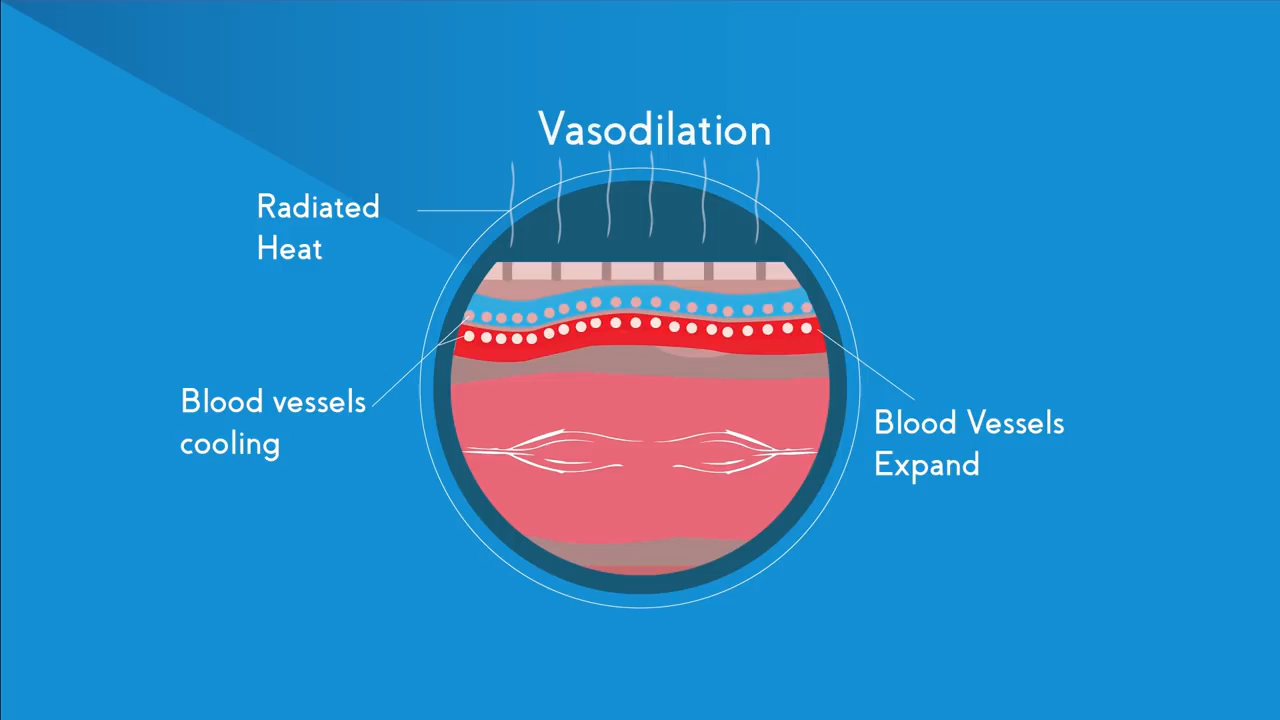 Vasodilation
Radiated
Heat
Blood vessels
cooling
Blood Vessels
Expand